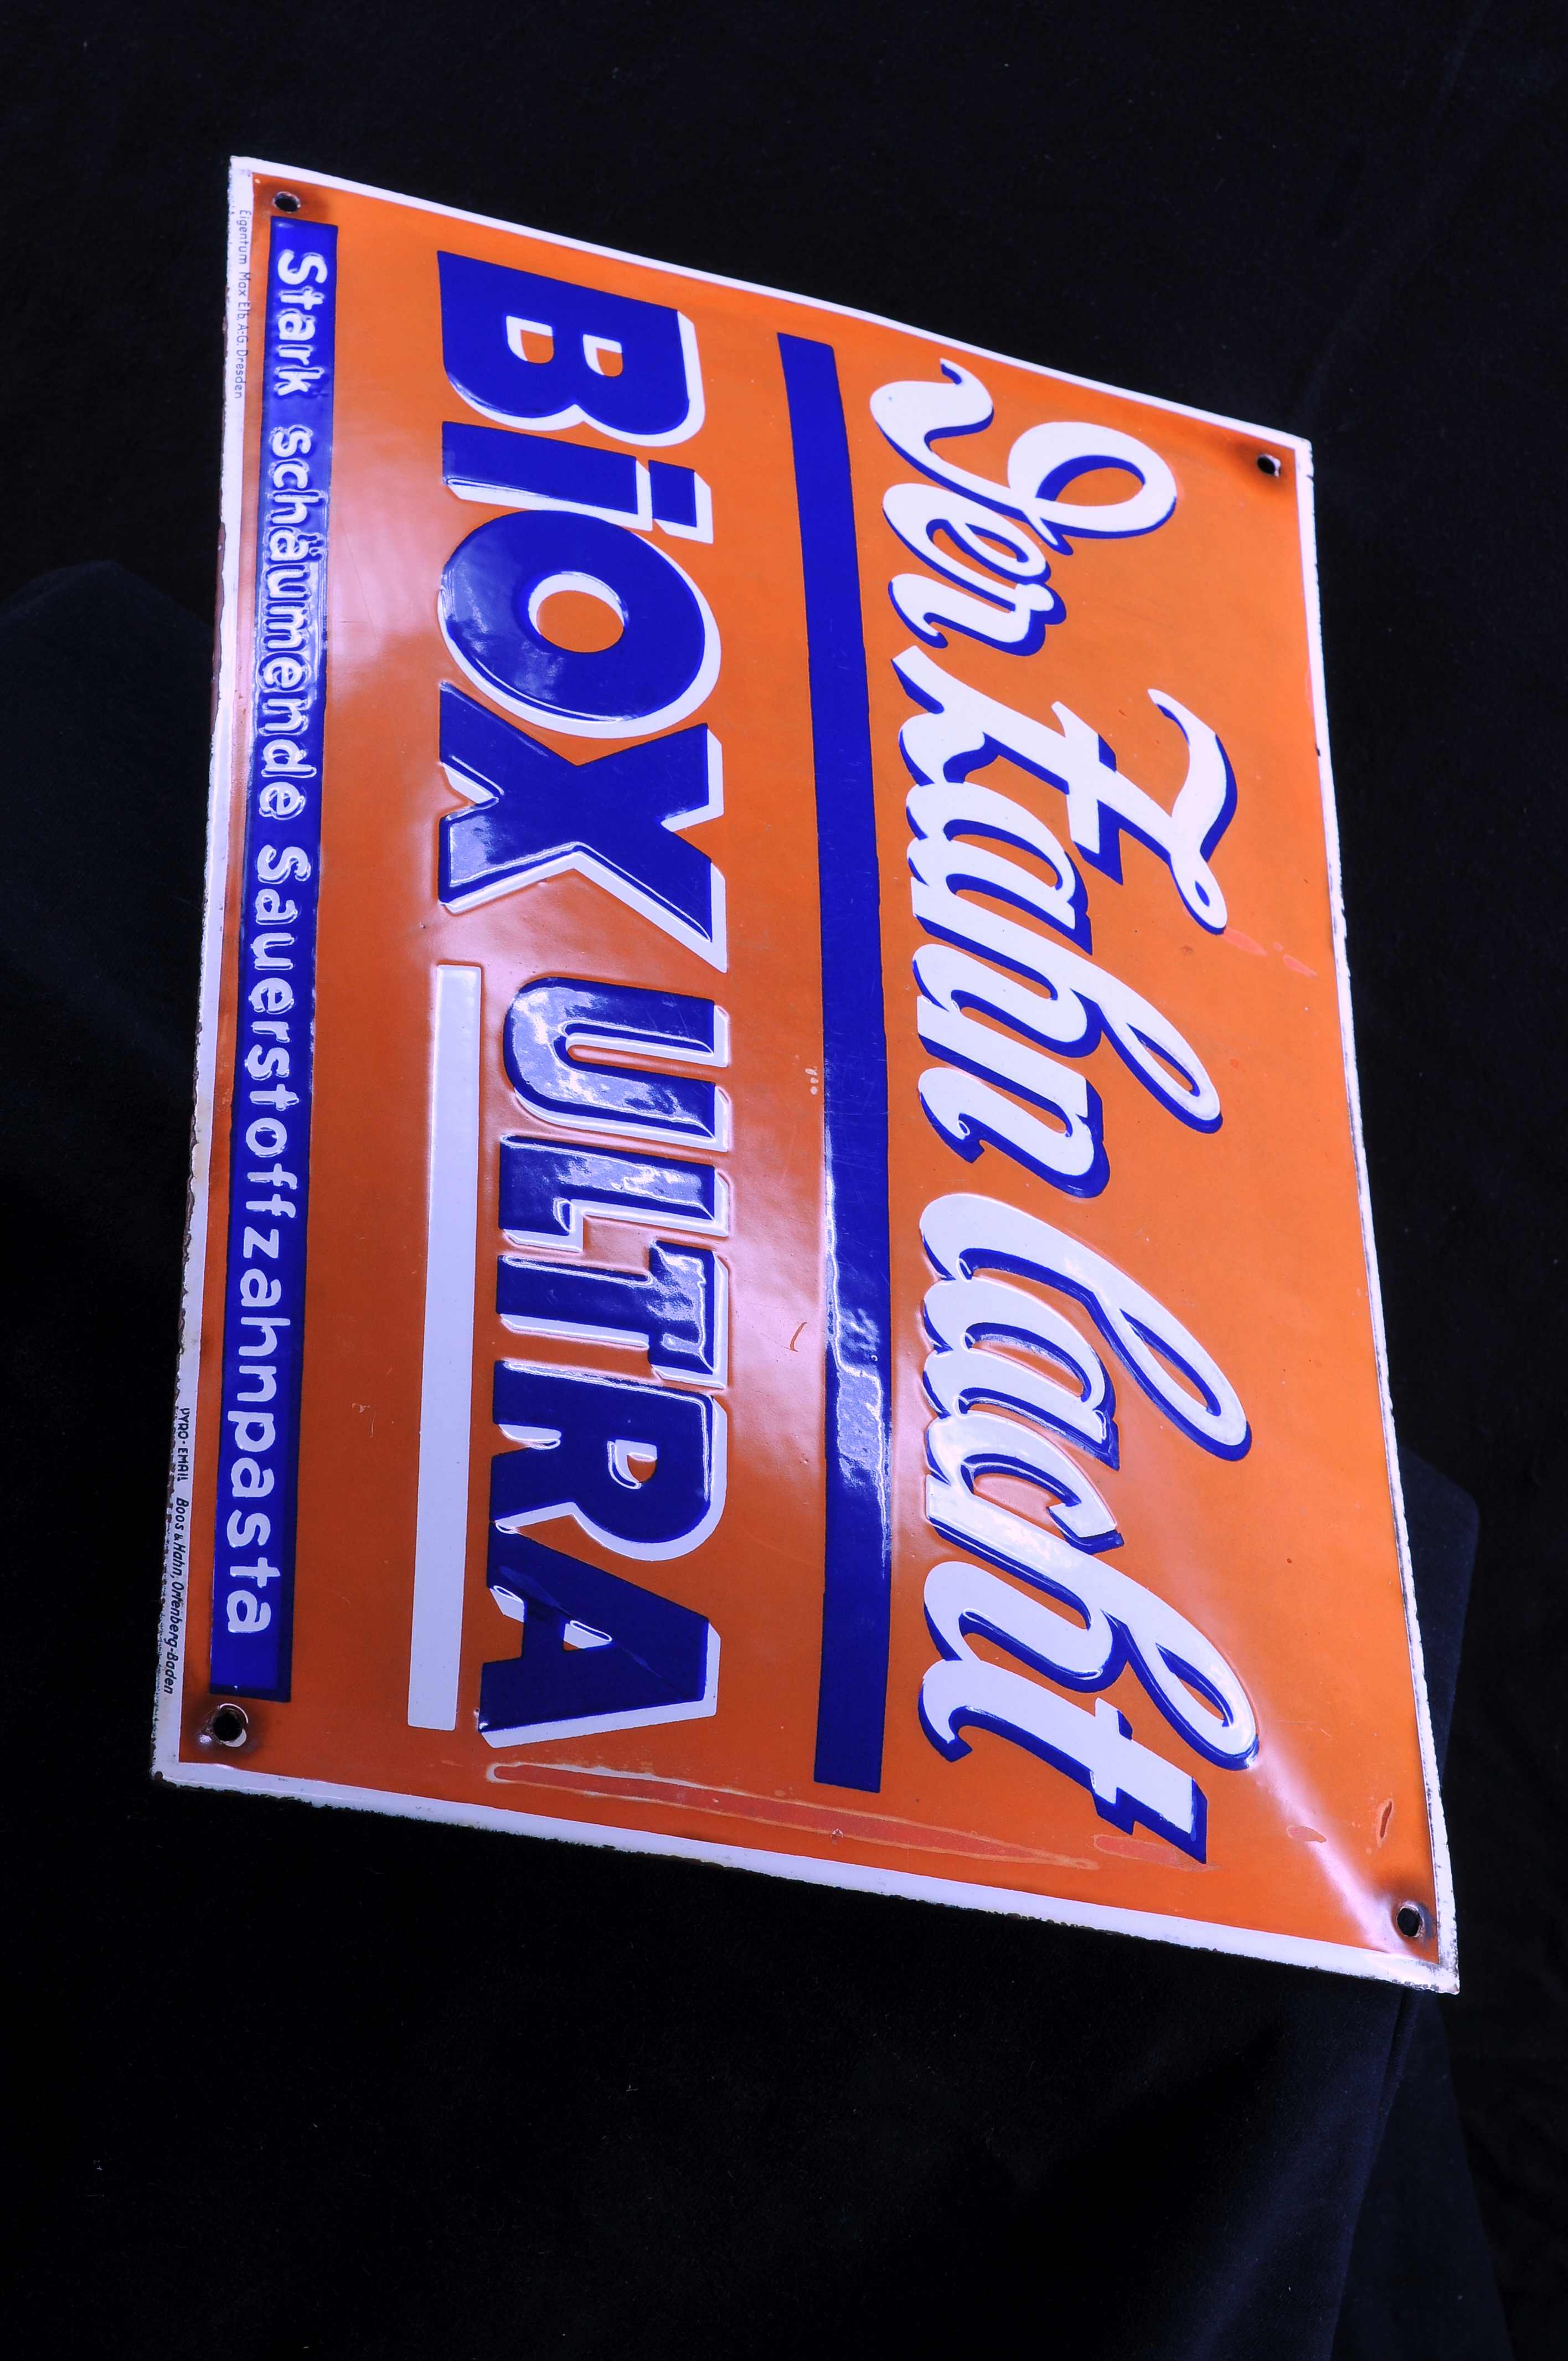 Der Zahn lacht
BiOX ULTRA
Stark schäumende Sauerstoffzahnpasta
Eigentum Max Elb. A.-G. Dresden
PYRO-EMAIL Boos & Hahn, Ortenberg-Baden